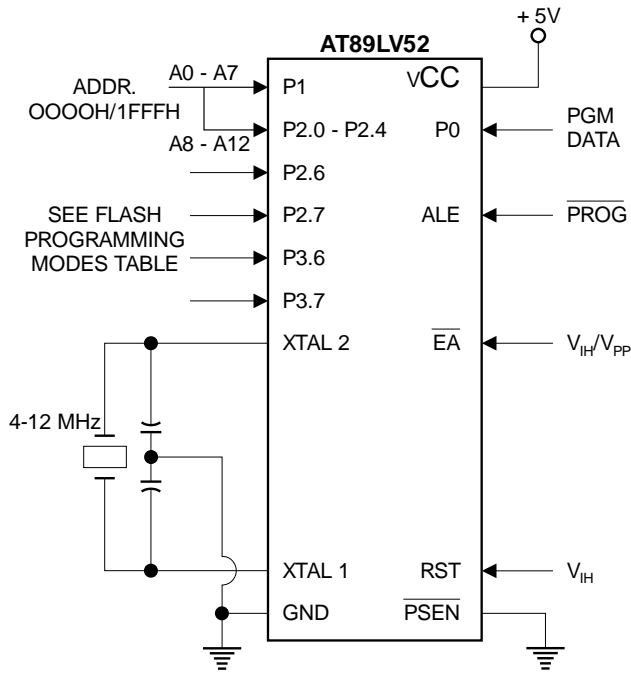 + 5V
AT89LV52
A0 - A7
ADDR.
OOOOH/1FFFH
A8 - A12
P1
VCC
P2.0 - P2.4
P0
PGM
DATA
P2.6
SEE FLASH
PROGRAMMING
MODES TABLE
P2.7
ALE
PROG
P3.6
P3.7
XTAL 2
EA
VIH/VPP
4-12 MHz
XTAL 1
RST
VIH
GND
PSEN